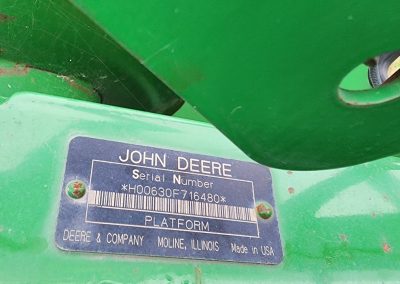 JOHN DEERE
Serial Number
*H00630F716480*
PLATFORM
DEERE & COMPANY MOLINE, ILLINOIS Made in USA